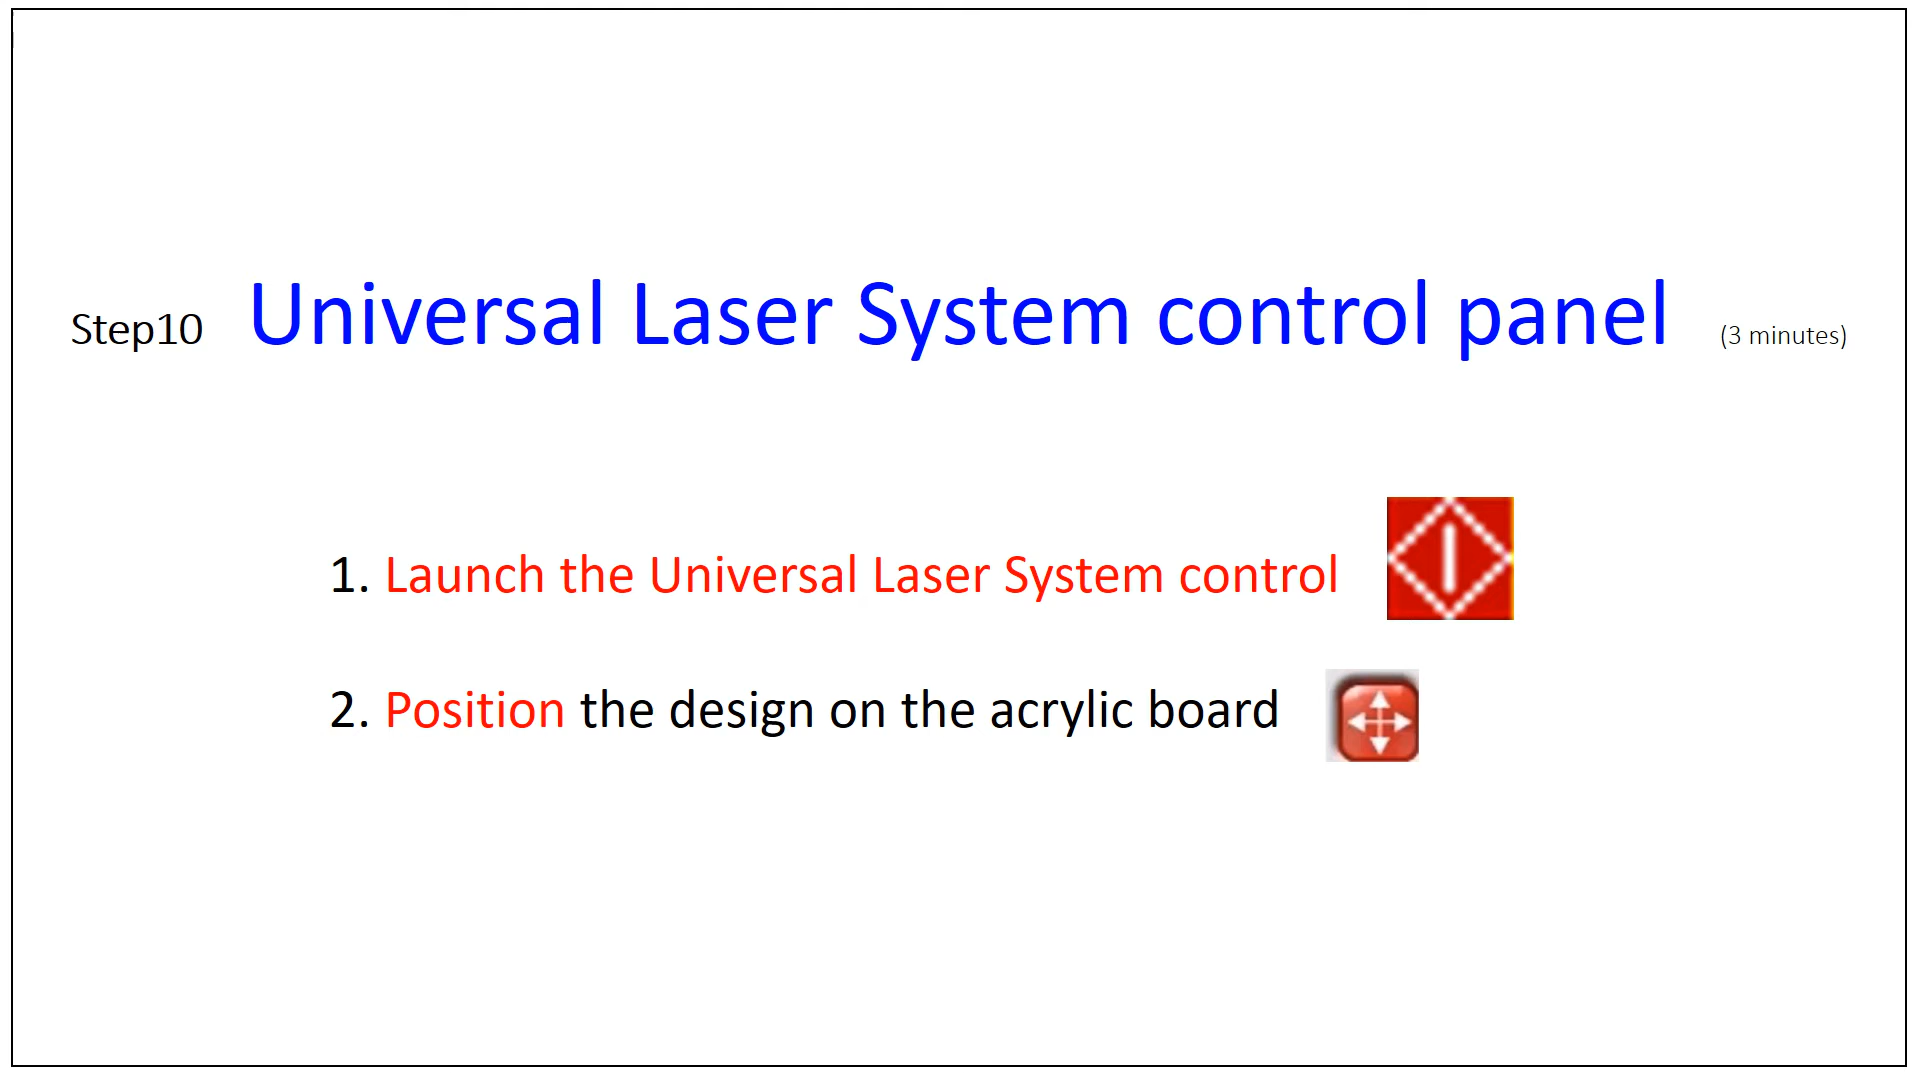 Step10 Universal Laser System control panel (3 minutes)
1. Launch the Universal Laser System control
2. Position the design on the acrylic board